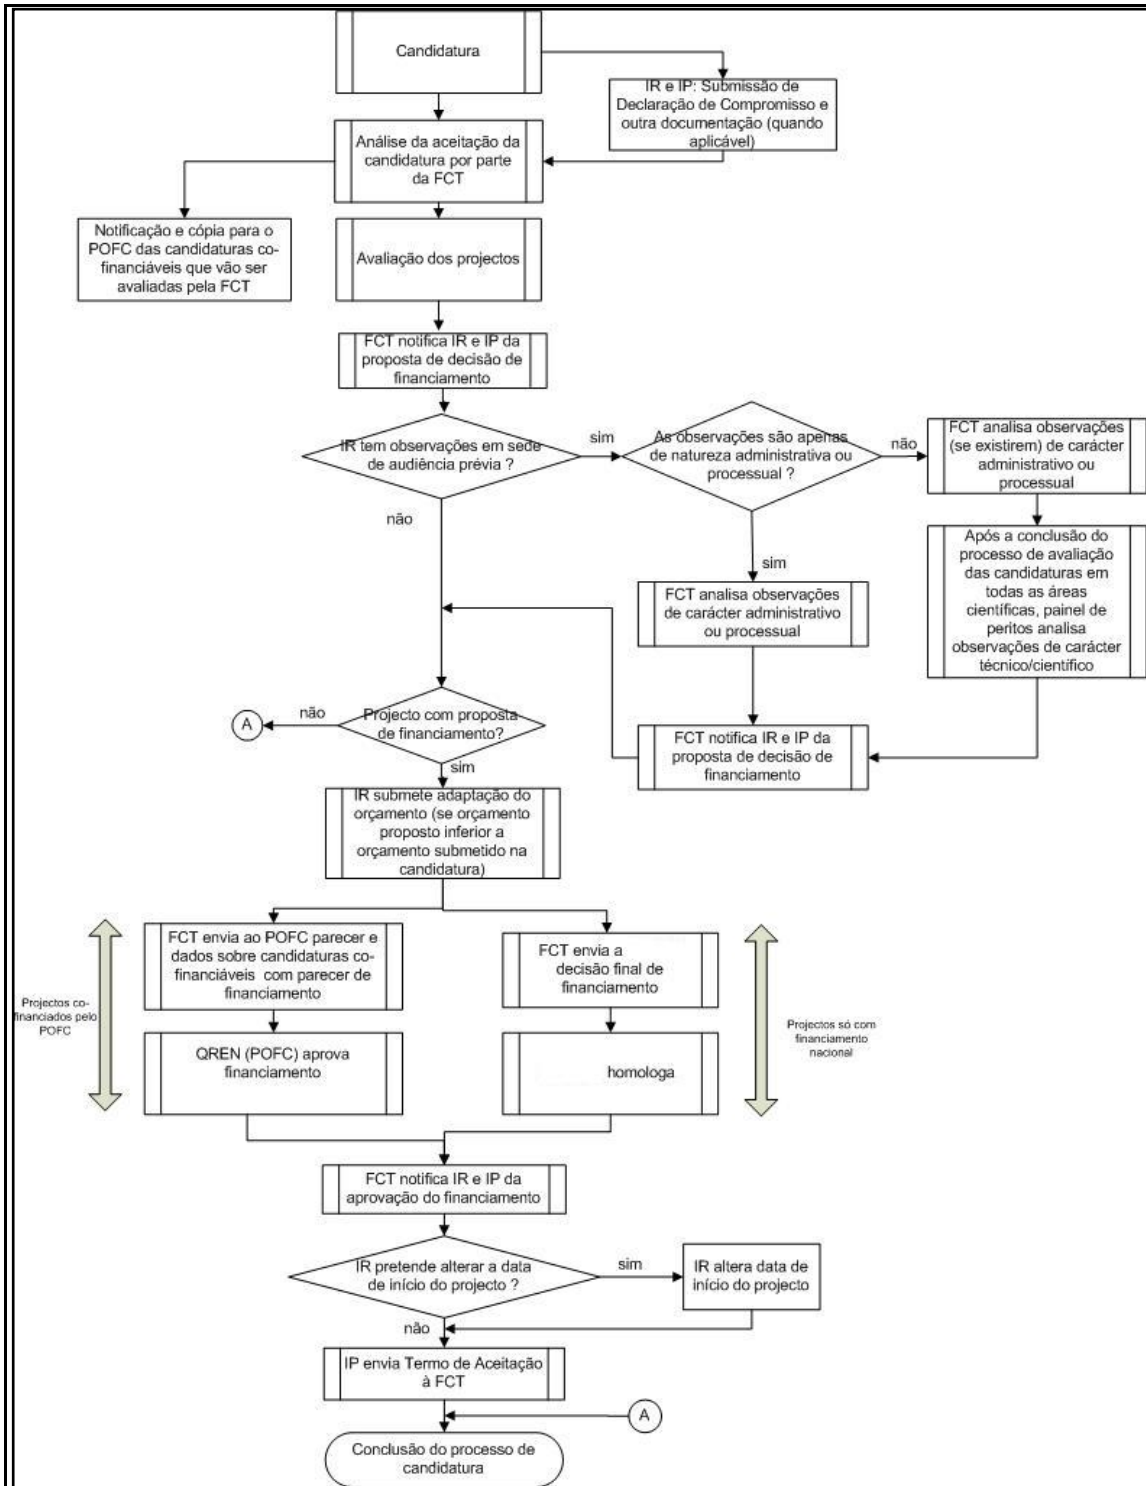 Candidatura
IR e IP: Submissão de
Declaração de Compromisso e
outra documentação (quando
aplicável)
Análise da aceitação da
candidatura por parte
da FCT
Notificação e cópia para o
POFC das candidaturas co-
financiáveis que vão ser
avaliadas pela FCT
Avaliação dos projectos
FCT notifica IR e IP da
proposta de decisão de
financiamento
IR tem observações em sede
de audiência prévia ?
sim
As observações são apenas
de natureza administrativa ou
processual ?
não
FCT analisa observações
(se existirem) de carácter
administrativo ou
processual
não
sim
Após a conclusão do
processo de avaliação
das candidaturas em
todas as áreas
científicas, painel de
peritos analisa
observações de carácter
técnico/científico
FCT analisa observações
de carácter administrativo
ou processual
A
não
Projecto com proposta
de financiamento?
FCT notifica IR e IP da
proposta de decisão de
financiamento
sim
IR submete adaptação do
orçamento (se orçamento
proposto inferior a
orçamento submetido na
candidatura)
FCT envia ao POFC parecer e
dados sobre candidaturas co-
financiáveis com parecer de
financiamento
FCT envia a
decisão final de
financiamento
Projectos co-
financiados pelo
POFC
Projectos só com
financiamento
nacional
QREN (POFC) aprova
financiamento
homologa
FCT notifica IR e IP da
aprovação do financiamento
IR pretende alterar a data
de início do projecto ?
sim
IR altera data de
início do projecto
não
IP envia Termo de Aceitação
à FCT
A
Conclusão do processo de
candidatura